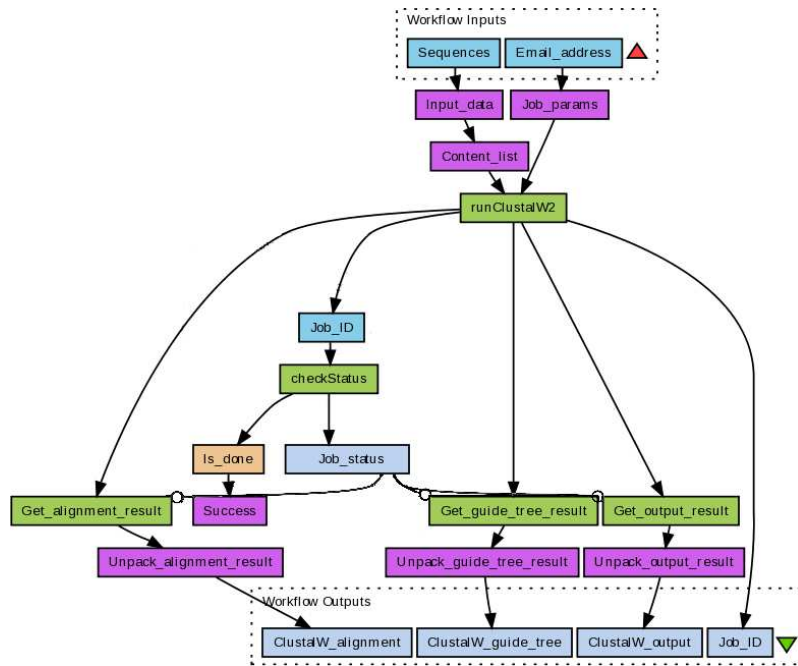 Workflow Inputs
Sequences
Email_address
Input_data
Job_params
Content_list
runClustalW2
Job_ID
checkStatus
Is_done
Job_status
Get_alignment_result
Success
Get_guide_tree_result
Get_output_result
Unpack_alignment_result
Unpack_guide_tree_result
Unpack_output_result
Workflow Outputs
ClustalW_alignment
ClustalW_guide_tree
ClustalW_output
Job_ID